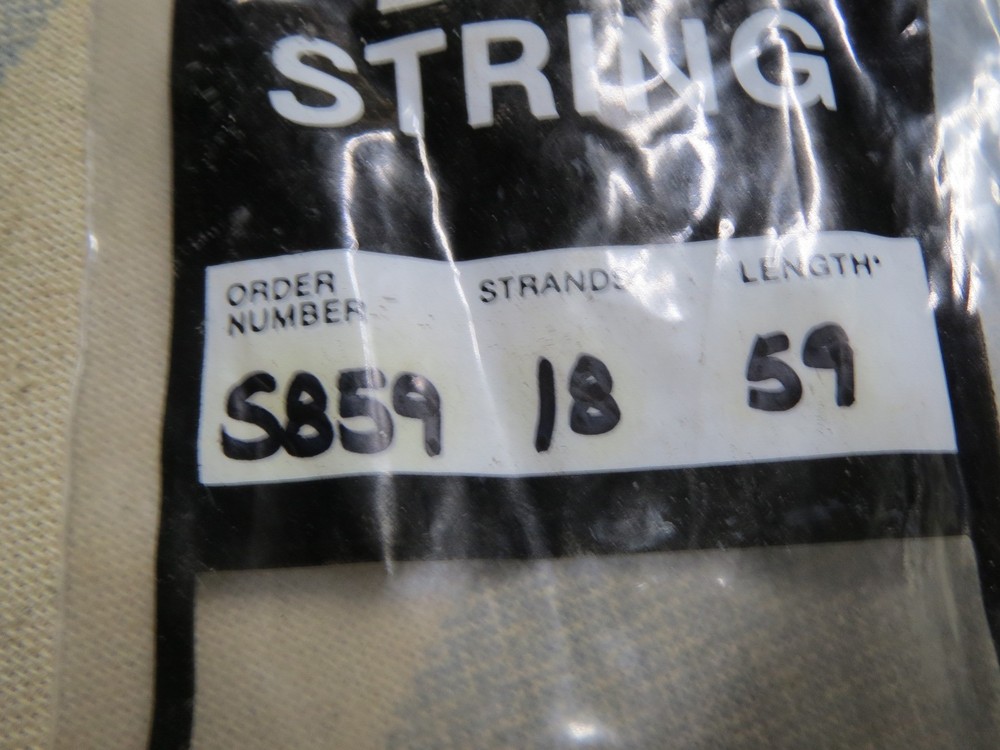 STRING
ORDER NUMBER STRANDS LENGTH*
S859 18 59